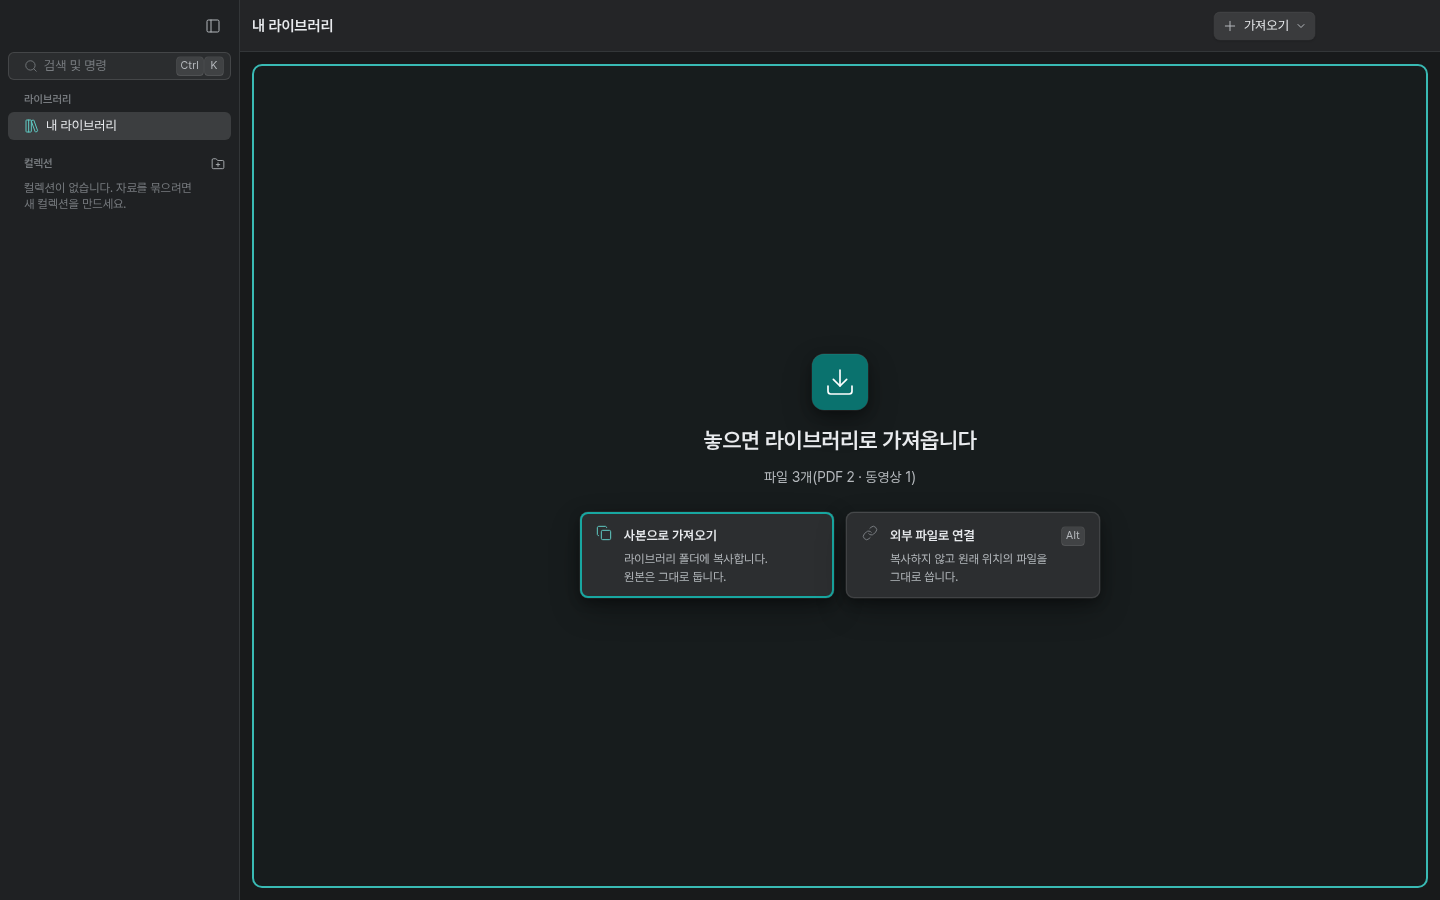 내 라이브러리
가져오기
검색 및 명령 Ctrl K
라이브러리
내 라이브러리
컬렉션
컬렉션이 없습니다. 자료를 묶으려면
새 컬렉션을 만드세요.
놓으면 라이브러리로 가져옵니다
파일 3개(PDF 2 · 동영상 1)
사본으로 가져오기
라이브러리 폴더에 복사합니다.
원본은 그대로 둡니다.
외부 파일로 연결 Alt
복사하지 않고 원래 위치의 파일을
그대로 씁니다.